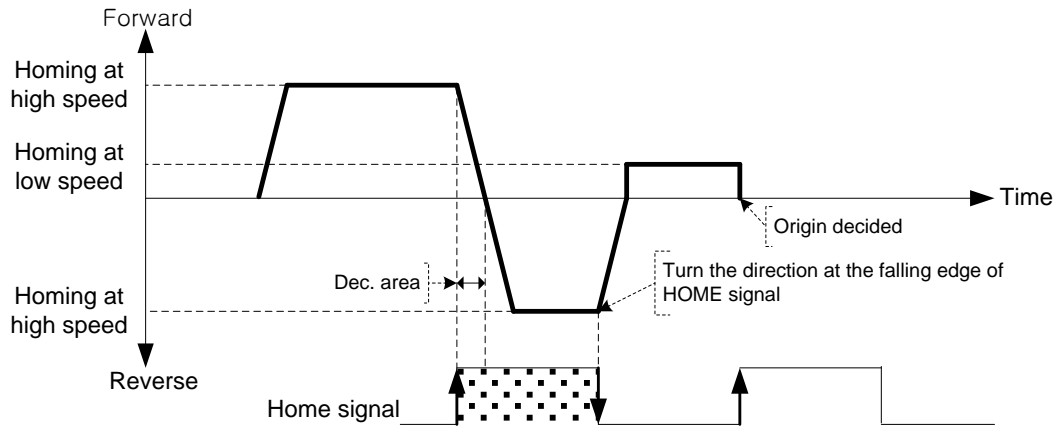 Forward
Homing at
high speed
Homing at
low speed
Time
Origin decided
Dec. area
Turn the direction at the falling edge of
HOME signal
Homing at
high speed
Reverse
Home signal